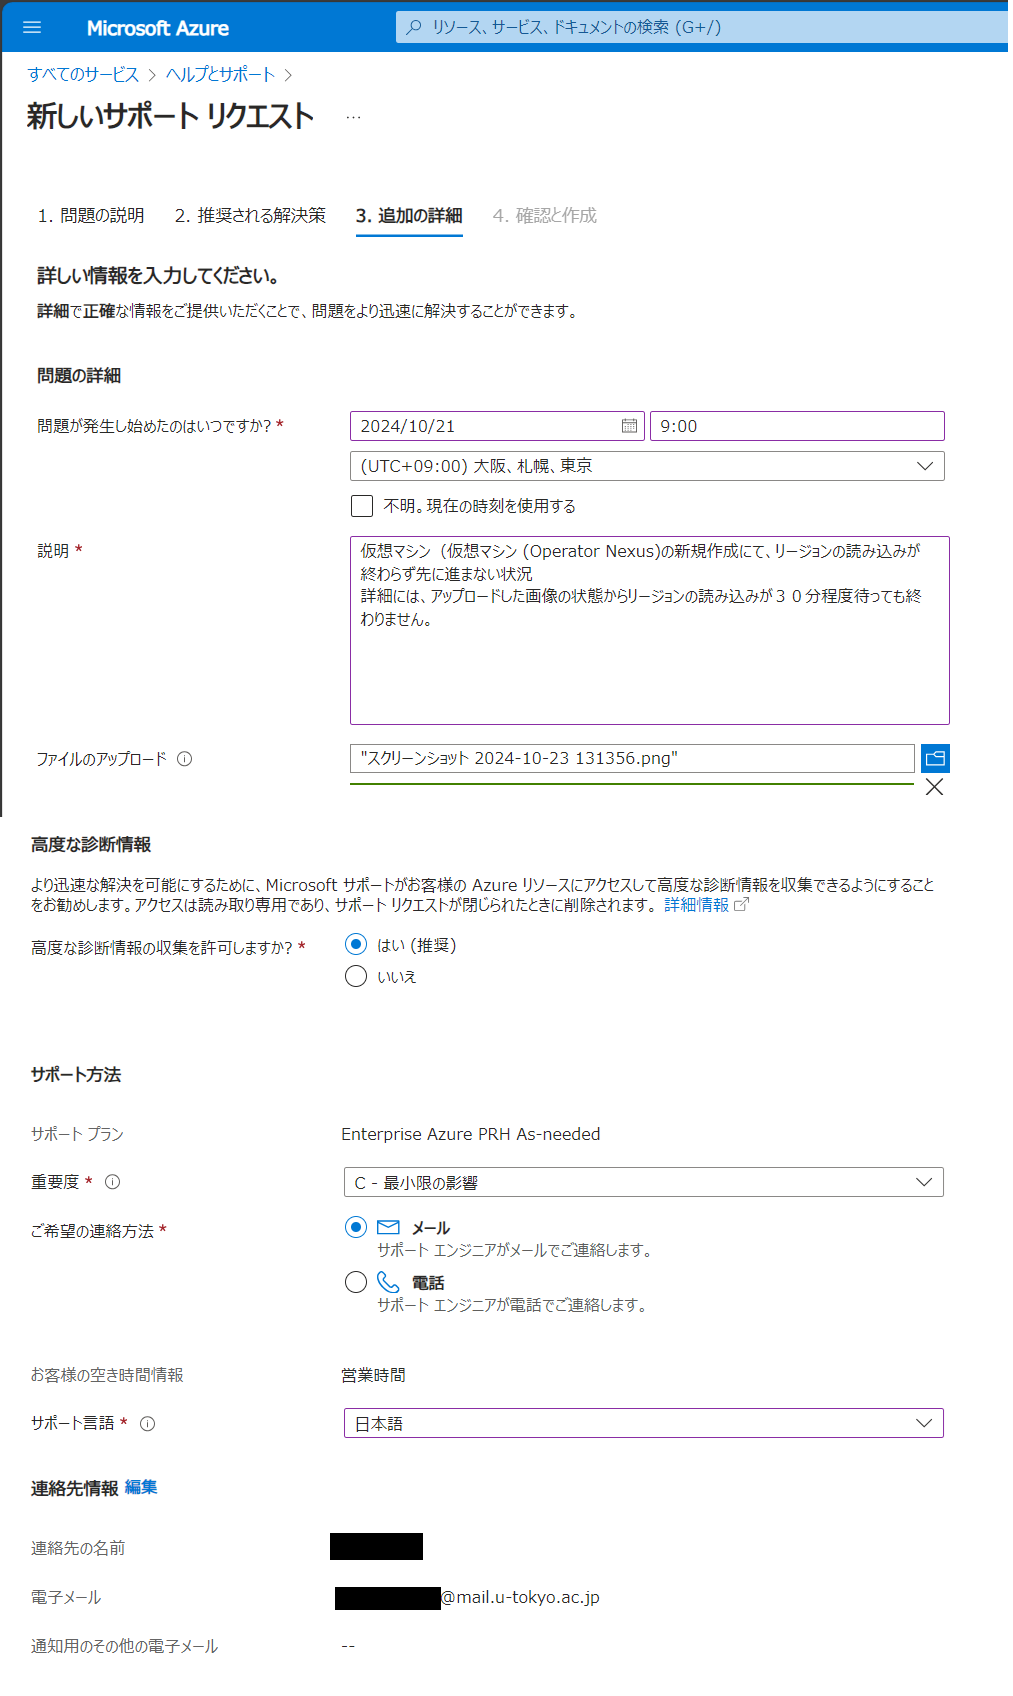 Microsoft Azure
リソース、サービス、ドキュメントの検索 (G+/)
すべてのサービス > ヘルプとサポート >
新しいサポート リクエスト ...
1. 問題の説明 2. 推奨される解決策 3. 追加の詳細 4. 確認と作成
詳しい情報を入力してください。
詳細で正確な情報をご提供いただくことで、問題をより迅速に解決することができます。
問題の詳細
問題が発生し始めたのはいつですか? * 2024/10/21 9:00
(UTC+09:00) 大阪、札幌、東京
不明。現在の時刻を使用する
説明 *
仮想マシン（仮想マシン (Operator Nexus)の新規作成にて、リージョンの読み込みが
終わらず先に進まない状況
詳細には、アップロードした画像の状態からリージョンの読み込みが３０分程度待っても終
わりません。
ファイルのアップロード "スクリーンショット 2024-10-23 131356.png"
高度な診断情報
より迅速な解決を可能にするために、Microsoft サポートがお客様の Azure リソースにアクセスして高度な診断情報を収集できるようにすること
をお勧めします。アクセスは読み取り専用であり、サポート リクエストが閉じられたときに削除されます。 詳細情報
高度な診断情報の収集を許可しますか? * はい (推奨)
いいえ
サポート方法
サポート プラン Enterprise Azure PRH As-needed
重要度 * C - 最小限の影響
ご希望の連絡方法 * メール
サポート エンジニアがメールでご連絡します。
電話
サポート エンジニアが電話でご連絡します。
お客様の空き時間情報 営業時間
サポート言語 * 日本語
連絡先情報 編集
連絡先の名前
電子メール @mail.u-tokyo.ac.jp
通知用のその他の電子メール --